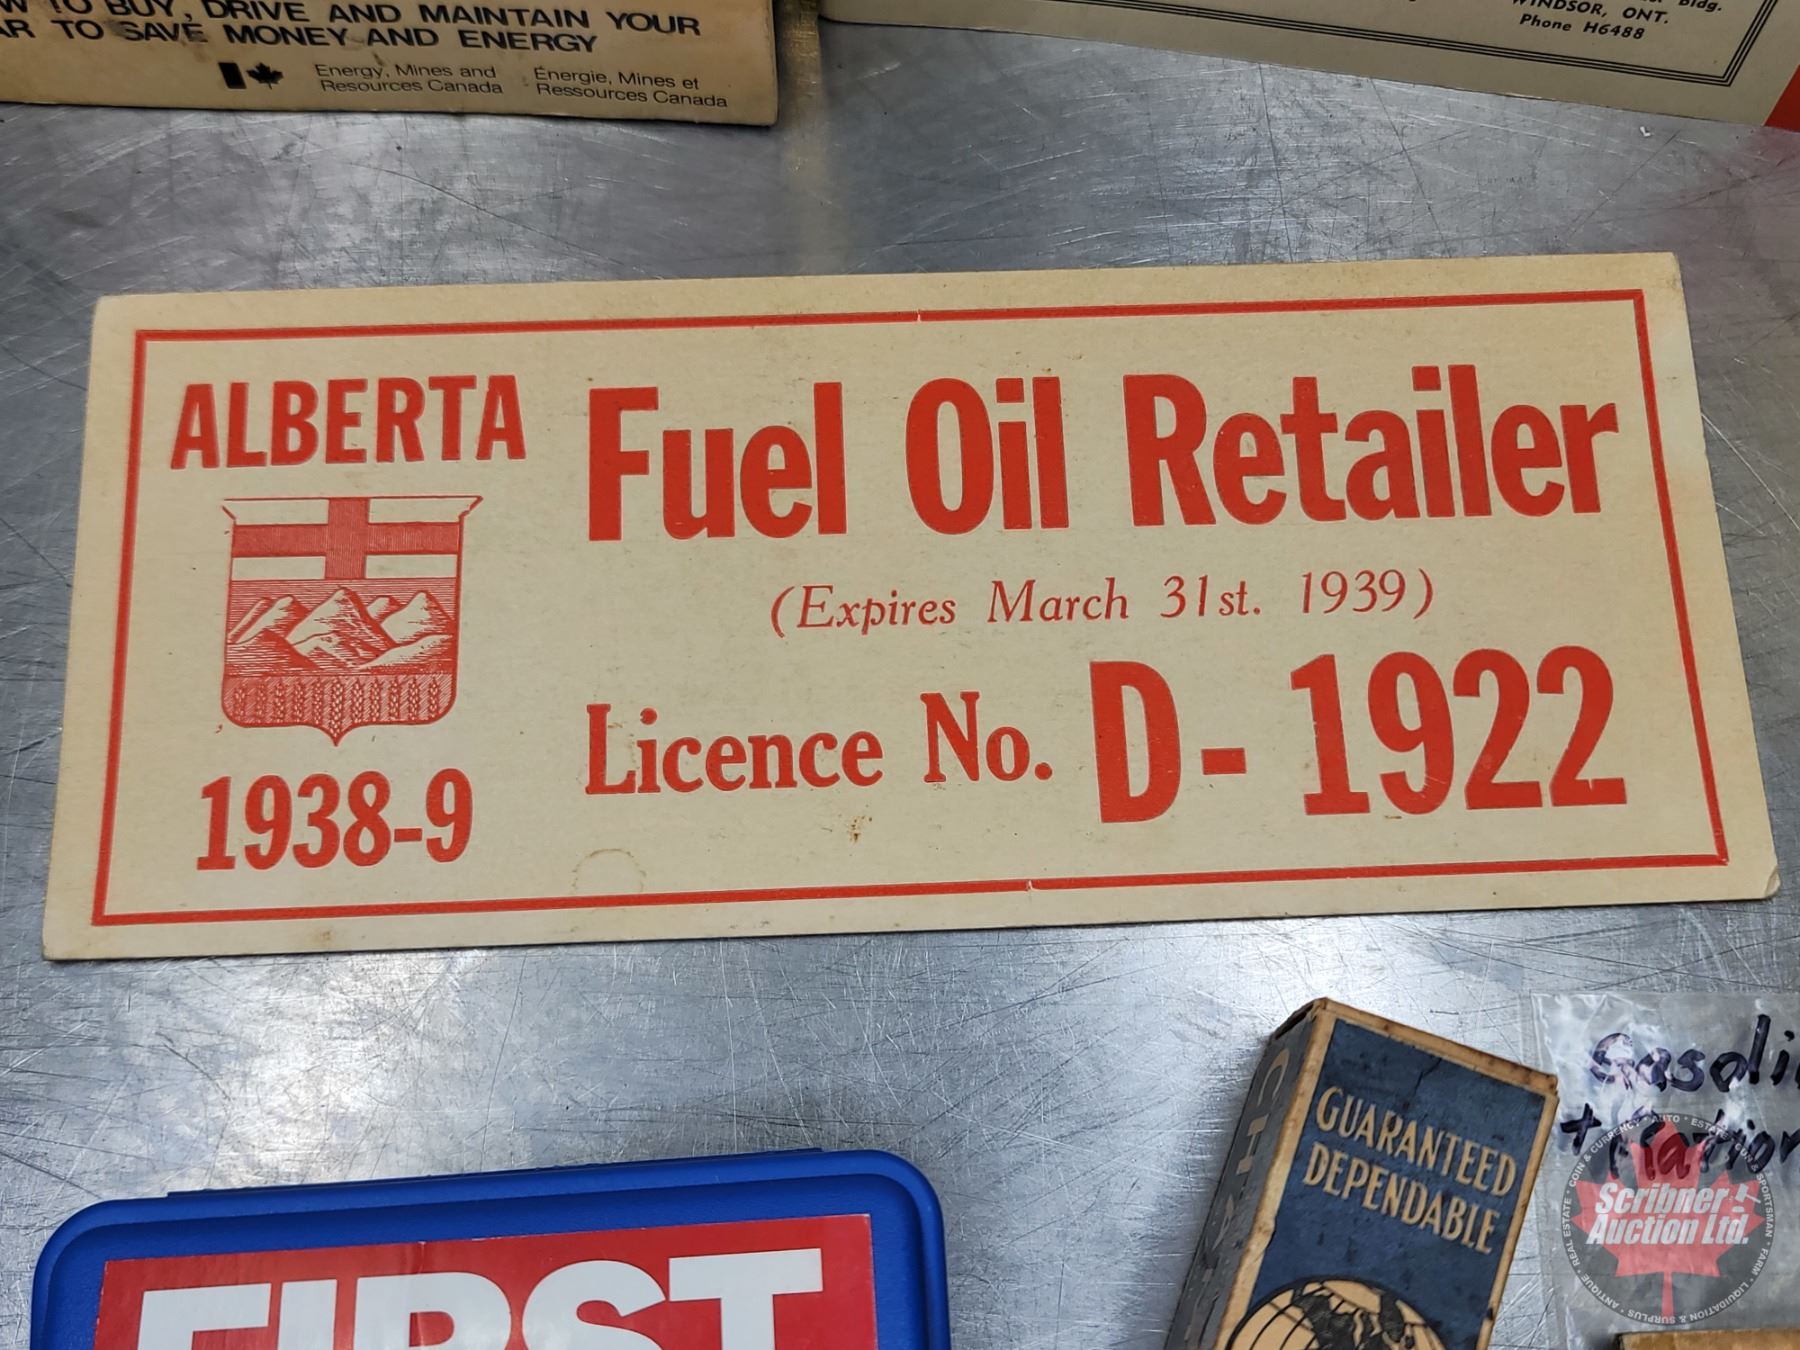 TO BUY, DRIVE AND MAINTAIN YOUR
TO SAVE MONEY AND ENERGY
Energy, Mines and
Resources Canada
Énergie, Mines et
Ressources Canada
Bldg.
WINDSOR, ONT.
Phone H6488
ALBERTA
1938-9
Fuel Oil Retailer
(Expires March 31st. 1939)
Licence No. D-1922
GUARANTEED
DEPENDABLE
FIRST
Scribner
Auction Ltd.